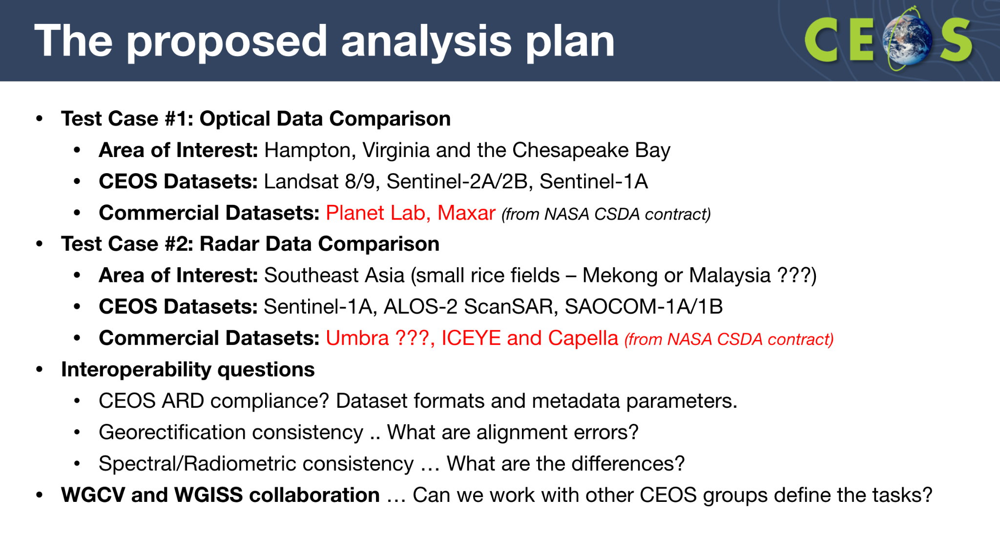 The proposed analysis plan
CEOS
• Test Case #1: Optical Data Comparison
• Area of Interest: Hampton, Virginia and the Chesapeake Bay
• CEOS Datasets: Landsat 8/9, Sentinel-2A/2B, Sentinel-1A
• Commercial Datasets: Planet Lab, Maxar (from NASA CSDA contract)
• Test Case #2: Radar Data Comparison
• Area of Interest: Southeast Asia (small rice fields – Mekong or Malaysia ???)
• CEOS Datasets: Sentinel-1A, ALOS-2 ScanSAR, SAOCOM-1A/1B
• Commercial Datasets: Umbra ???, ICEYE and Capella (from NASA CSDA contract)
• Interoperability questions
• CEOS ARD compliance? Dataset formats and metadata parameters.
• Georectification consistency .. What are alignment errors?
• Spectral/Radiometric consistency … What are the differences?
• WGCV and WGISS collaboration … Can we work with other CEOS groups define the tasks?